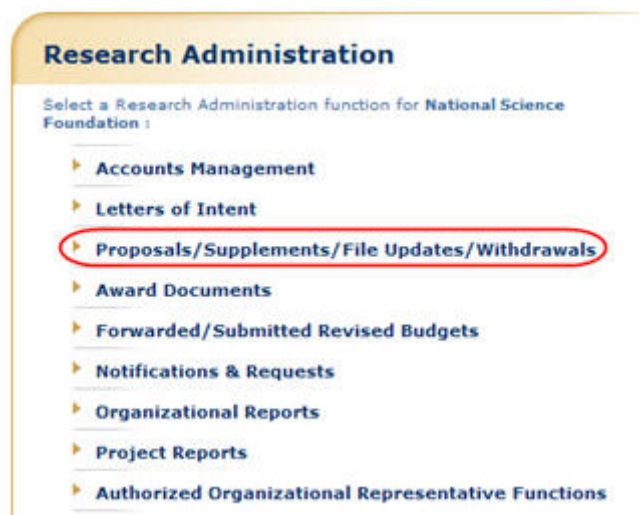 Research Administration
Select a Research Administration function for National Science
Foundation :
Accounts Management
Letters of Intent
Proposals/Supplements/File Updates/Withdrawals
Award Documents
Forwarded/Submitted Revised Budgets
Notifications & Requests
Organizational Reports
Project Reports
Authorized Organizational Representative Functions